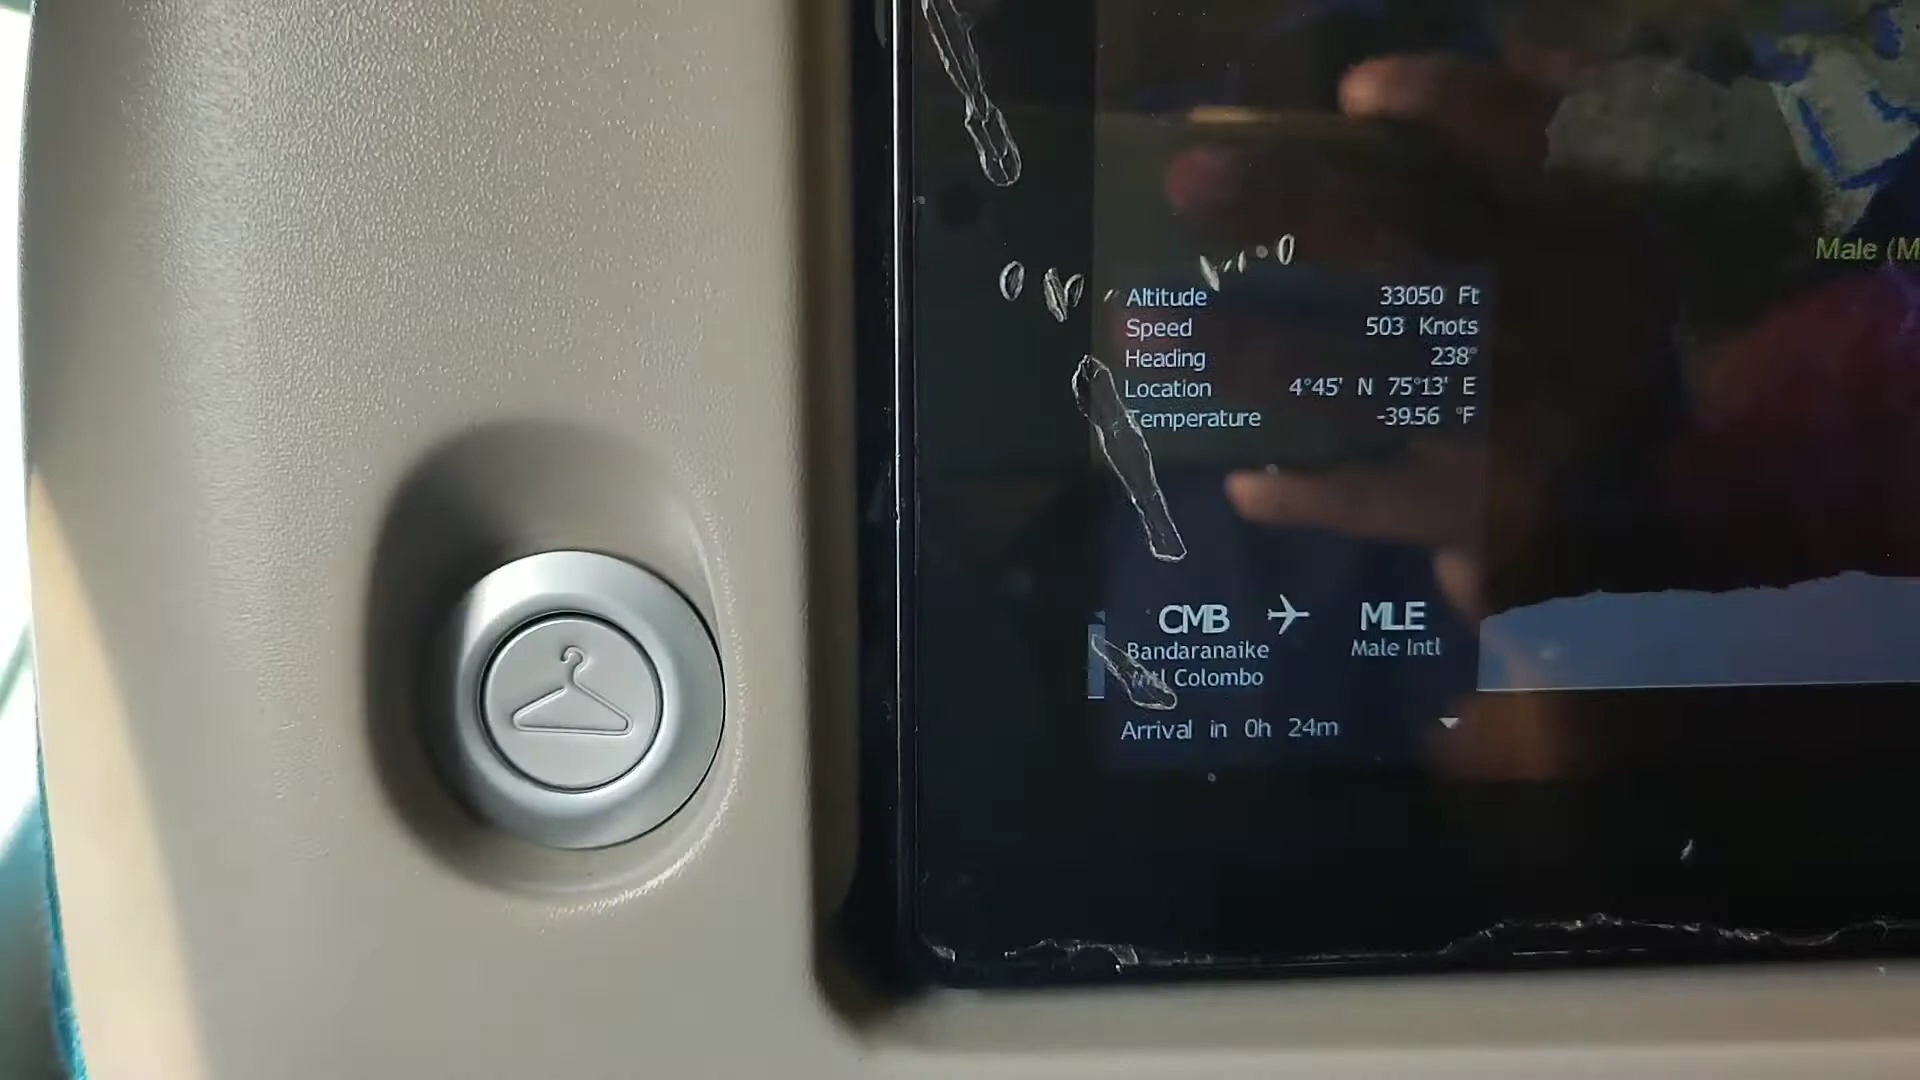 Male (M
Altitude 33050 Ft
Speed 503 Knots
Heading 238°
Location 4°45' N 75°13' E
Temperature -39.56 °F
CMB MLE
Bandaranaike Male Intl
Intl Colombo
Arrival in 0h 24m